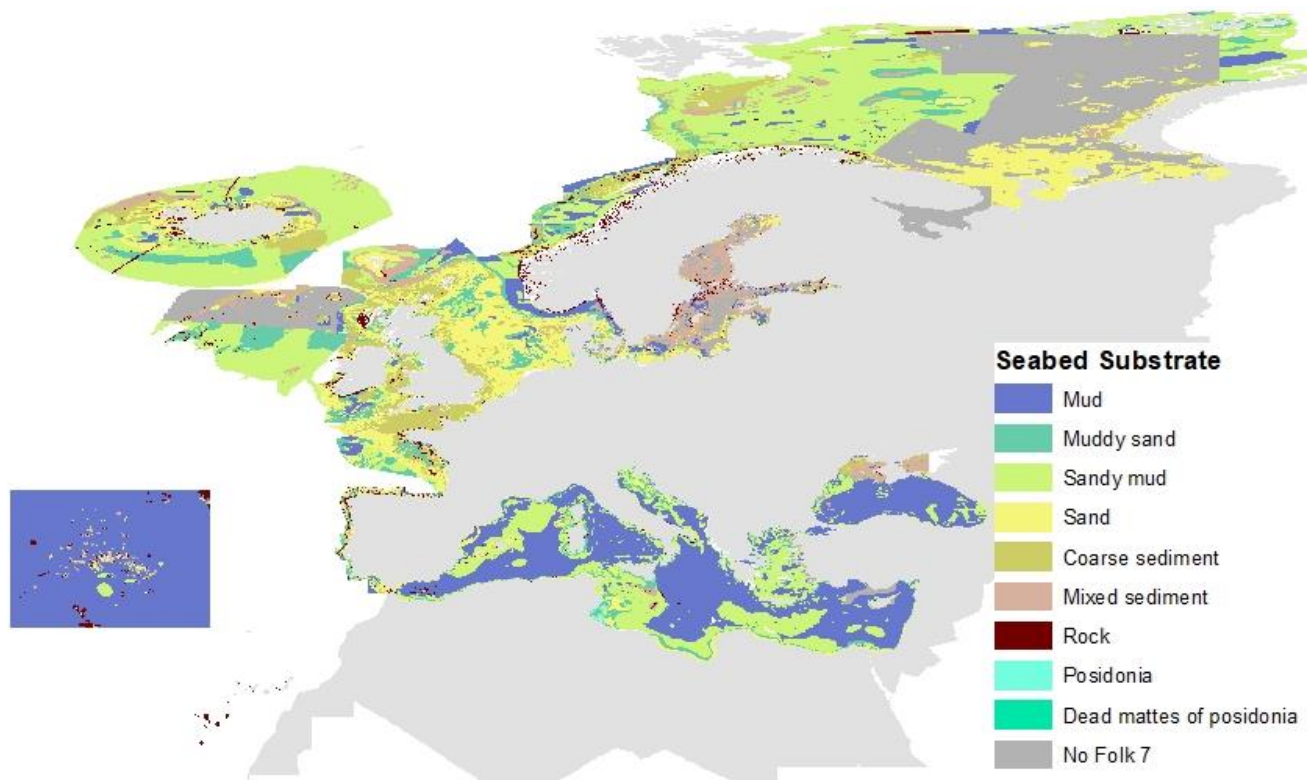 Seabed Substrate
Mud
Muddy sand
Sandy mud
Sand
Coarse sediment
Mixed sediment
Rock
Posidonia
Dead mattes of posidonia
No Folk 7